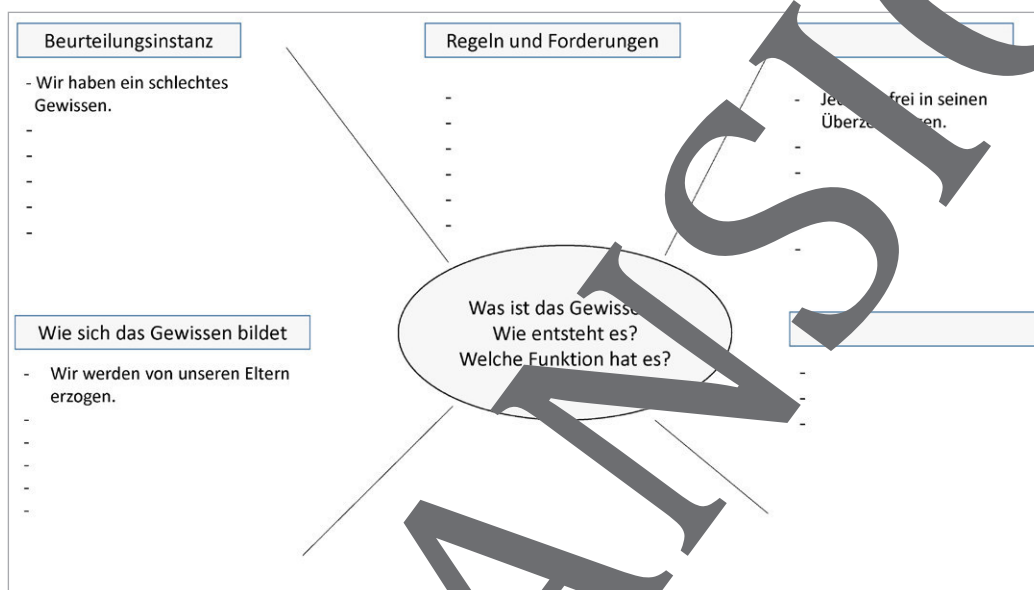 Beurteilungsinstanz
- Wir haben ein schlechtes
Gewissen.
-
-
-
-
-
Regeln und Forderungen
-
-
-
-
-
-
- frei in seinen
-
-
-
Wie sich das Gewissen bildet
- Wir werden von unseren Eltern
erzogen.
-
-
-
-
-
Was ist das
Wie entsteht es?
Welche Funktion hat es?
-
-
-